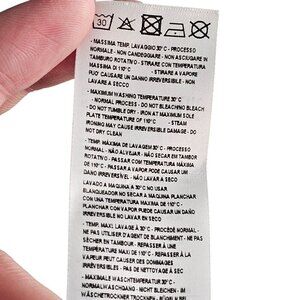 30
- MASSIMA TEMP. LAVAGGIO 30°C - PROCESSO
NORMALE - NON CANDEGGIARE - NON ASCIUGARE IN
TAMBURO ROTATIVO - STIRARE CON TEMPERATURA
MASSIMA DI 110°C - STIRARE A VAPORE
PUO' CAUSARE UN DANNO IRREVERSIBILE - NON
LAVARE A SECCO
- MAXIMUM WASHING TEMPERATURE 30°C
- NORMAL PROCESS - DO NOT BLEACHING BLEACH
- DO NOT TUMBLE DRY - IRON AT MAXIMUM SOLE
PLATE TEMPERATURE OF 110°C - STEAM
IRONING MAY CAUSE IRREVERSIBLE DAMAGE - DO
NOT DRY CLEAN
- TEMP. MÁXIMA DE LAVAGEM 30°C - PROCESSO
NORMAL - NÃO ALVEJAR - NÃO SECAR EM TAMBOR
ROTATIVO - PASSAR COM TEMPERATURA MÁXIMA
DE 110°C - PASSAR A VAPOR PODE CAUSAR UM
DANO IRREVERSÍVEL - NÃO LAVAR A SECO
LAVADO A MAQUINA A 30°C NO USAR
BLANQUEADOR NO SECAR A MAQUINA PLANCHAR
CON UNA TEMPERATURA MAXIMA DE 110°C -
PLANCHAR CON VAPOR PUEDE CAUSAR UN DAÑO
IRREVERSIBLES - NO LAVAR EN SECO
- TEMP. MAXI. LAVAGE À 30°C - PROCÉDÉ NORMAL -
NE PAS UTILISER D'AGENT DE BLANCHIMENT - NE PAS
SÉCHER EN TAMBOUR - REPASSER À UNE
TEMPÉRATURE MAXI DE 110°C - REPASSER À LA
VAPEUR PEUT CAUSER DES DOMMAGES
IRRÉVERSIBLES - PAS DE NETTOYAGE À SEC
- MAXIMALE WASCHTEMPERATUR 30°C -
NORMALWASCHGANG - NICHT BLEICHEN - IM
WÄSCHETROCKNER TROCKNEN - BÜGELN